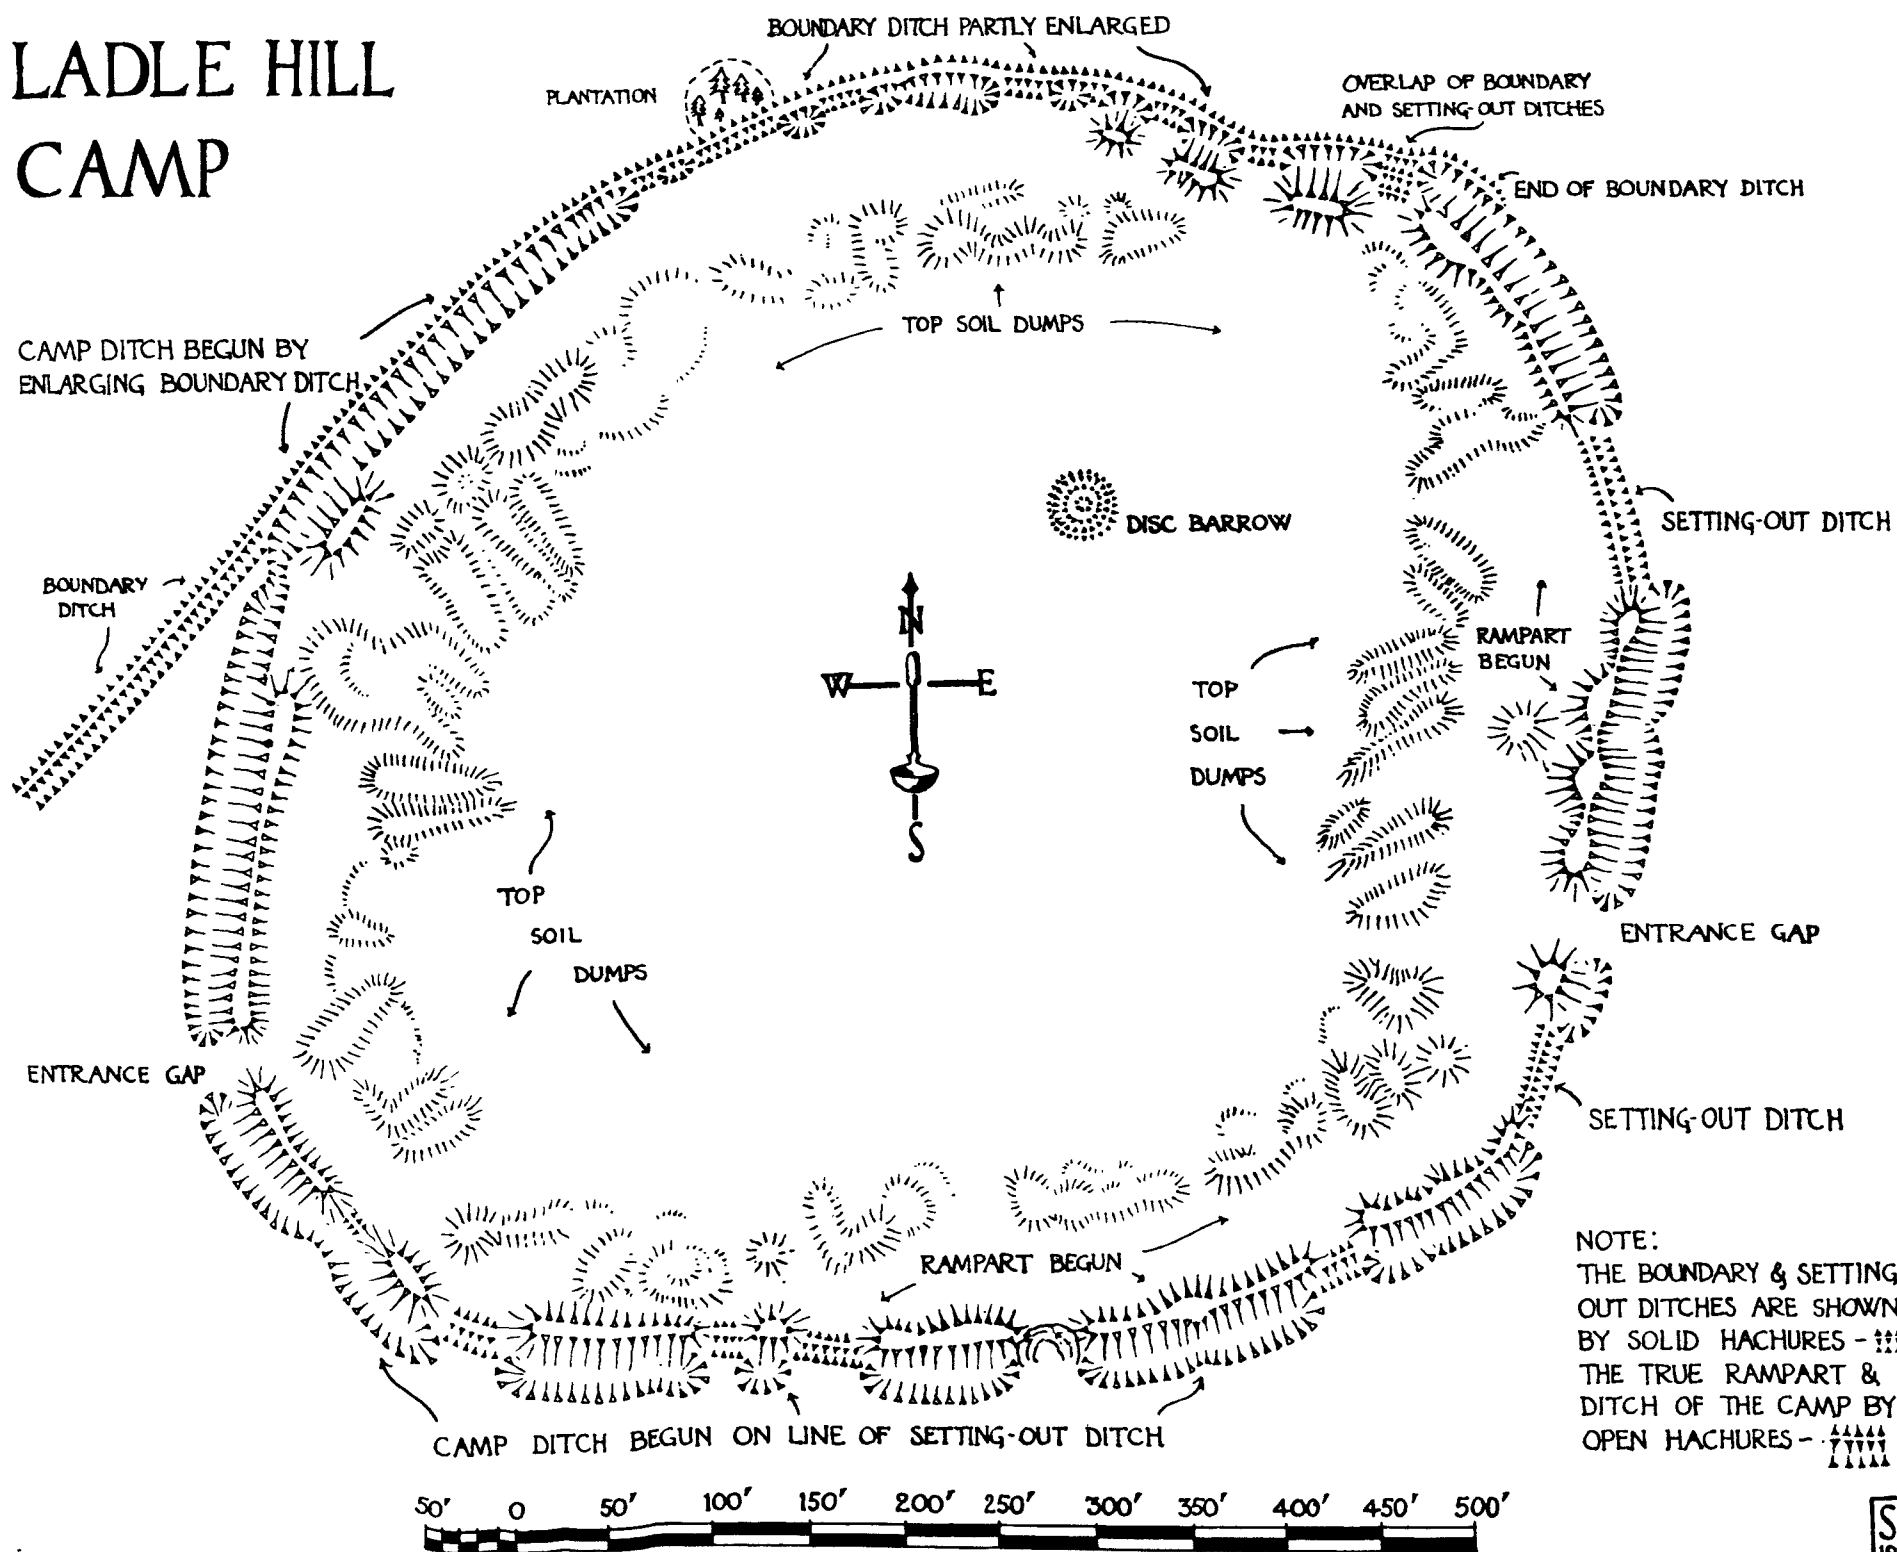 LADLE HILL
CAMP
BOUNDARY DITCH PARTLY ENLARGED
PLANTATION
OVERLAP OF BOUNDARY
AND SETTING-OUT DITCHES
END OF BOUNDARY DITCH
TOP SOIL DUMPS
CAMP DITCH BEGUN BY
ENLARGING BOUNDARY DITCH
DISC BARROW
SETTING-OUT DITCH
BOUNDARY
DITCH
N
W
E
S
RAMPART
BEGUN
TOP
SOIL
DUMPS
TOP
SOIL
DUMPS
ENTRANCE GAP
ENTRANCE GAP
SETTING-OUT DITCH
RAMPART BEGUN
NOTE:
THE BOUNDARY & SETTING
OUT DITCHES ARE SHOWN
BY SOLID HACHURES -
THE TRUE RAMPART &
DITCH OF THE CAMP BY
OPEN HACHURES -
CAMP DITCH BEGUN ON LINE OF SETTING-OUT DITCH
50' 0 50' 100' 150' 200' 250' 300' 350' 400' 450' 500'
S